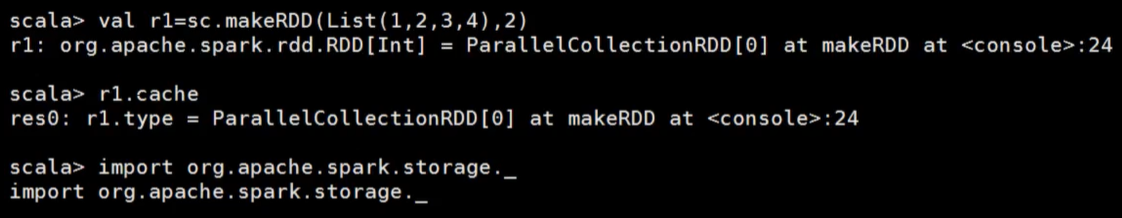 scala> val r1=sc.makeRDD(List(1,2,3,4),2)
r1: org.apache.spark.rdd.RDD[Int] = ParallelCollectionRDD[0] at makeRDD at <console>:24
scala> r1.cache
res0: r1.type = ParallelCollectionRDD[0] at makeRDD at <console>:24
scala> import org.apache.spark.storage._
import org.apache.spark.storage._